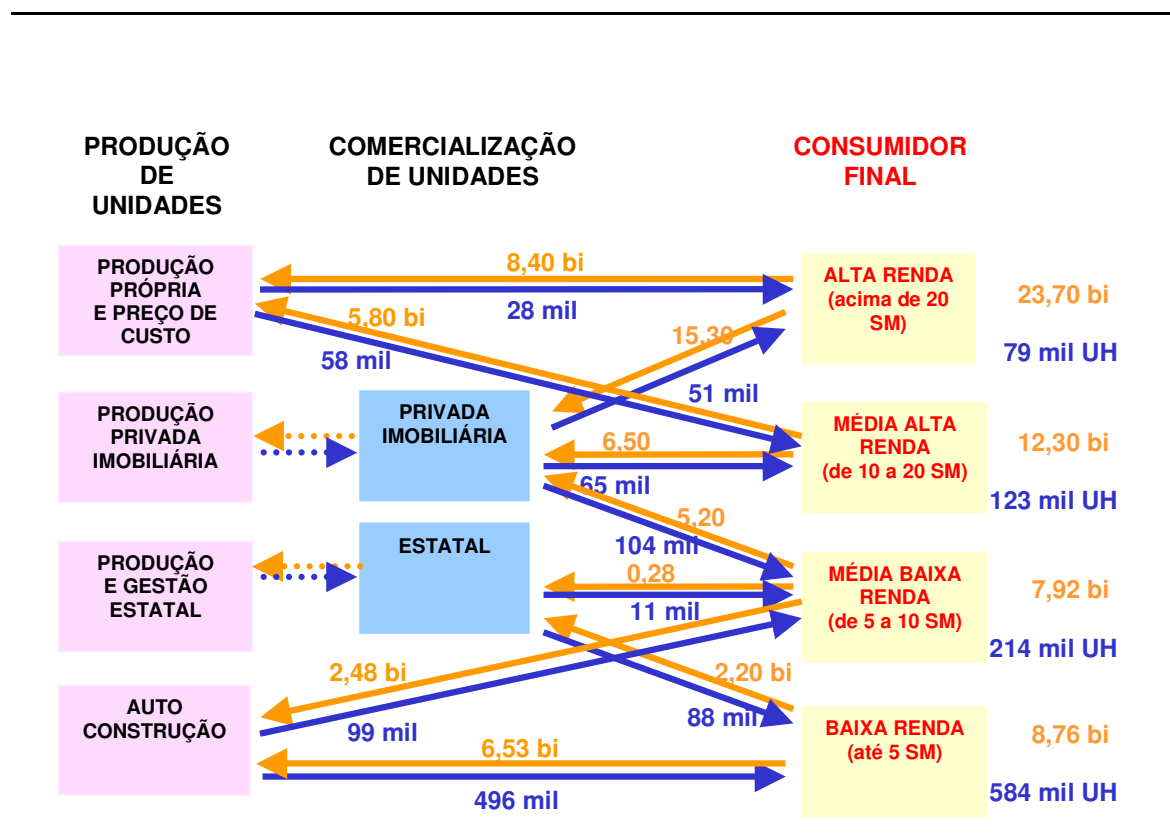 PRODUÇÃO
DE
UNIDADES
COMERCIALIZAÇÃO
DE UNIDADES
CONSUMIDOR
FINAL
PRODUÇÃO
PRÓPRIA
E PREÇO DE
CUSTO
8,40 bi
28 mil
5,80 bi
58 mil
15,30
51 mil
ALTA RENDA
(acima de 20
SM)
23,70 bi
79 mil UH
PRODUÇÃO
PRIVADA
IMOBILIÁRIA
PRIVADA
IMOBILIÁRIA
6,50
65 mil
5,20
104 mil
MÉDIA ALTA
RENDA
(de 10 a 20 SM)
12,30 bi
123 mil UH
PRODUÇÃO
E GESTÃO
ESTATAL
ESTATAL
0,28
11 mil
2,20 bi
88 mil
MÉDIA BAIXA
RENDA
(de 5 a 10 SM)
7,92 bi
214 mil UH
AUTO
CONSTRUÇÃO
2,48 bi
99 mil
6,53 bi
496 mil
BAIXA RENDA
(até 5 SM)
8,76 bi
584 mil UH